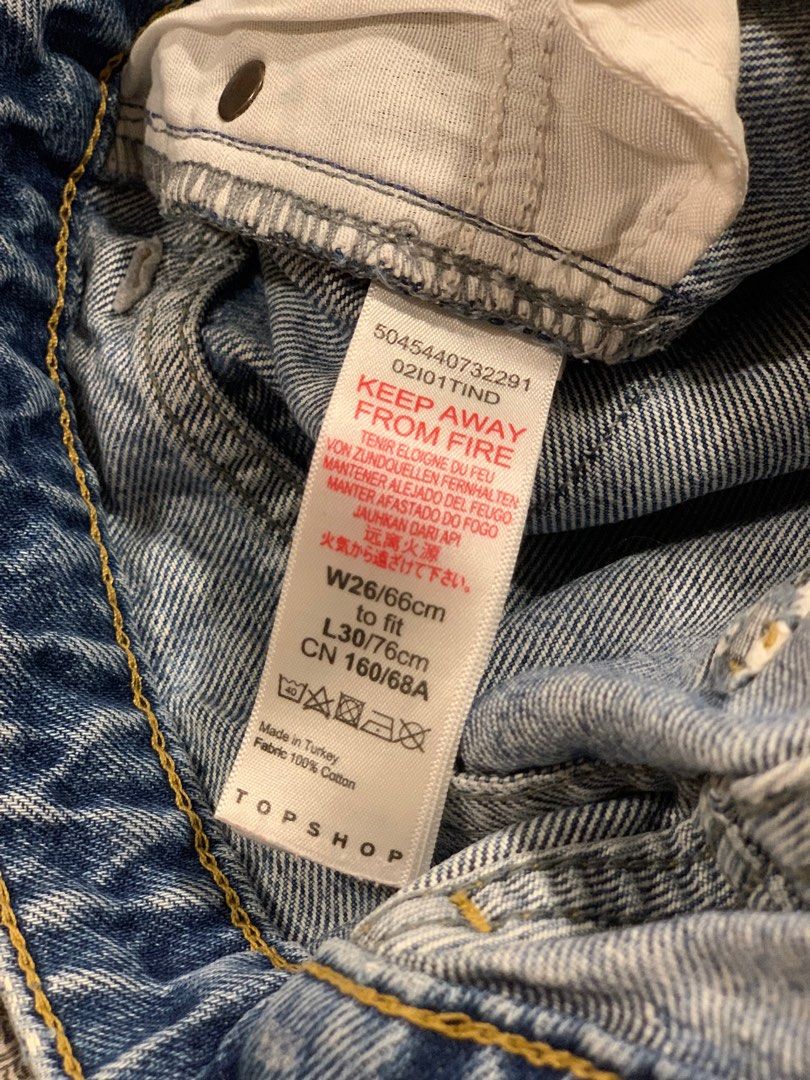 5045440732291
02I01TIND
KEEP AWAY
FROM FIRE
TENIR ELOIGNE DU FEU
VON ZUNDQUELLEN FERNHALTEN
MANTENER ALEJADO DEL FEUGO
MANTER AFASTADO DO FOGO
JAUHKAN DARI API
远离火源
火気から遠ざけて下さい。
W26/66cm
to fit
L30/76cm
CN 160/68A
40
Made in Turkey
Fabric 100% Cotton
TOPSHOP